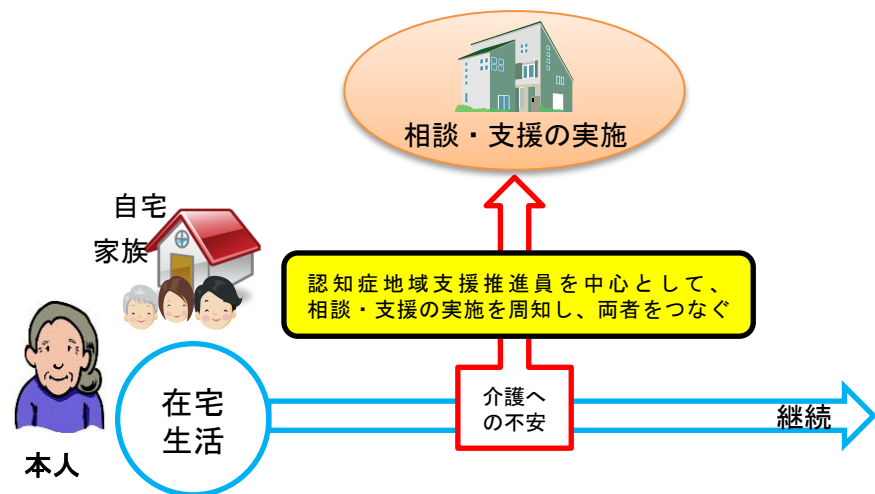 相談・支援の実施
自宅
家族
認知症地域支援推進員を中心として、
相談・支援の実施を周知し、両者をつなぐ
本人
在宅
生活
介護へ
の不安
継続